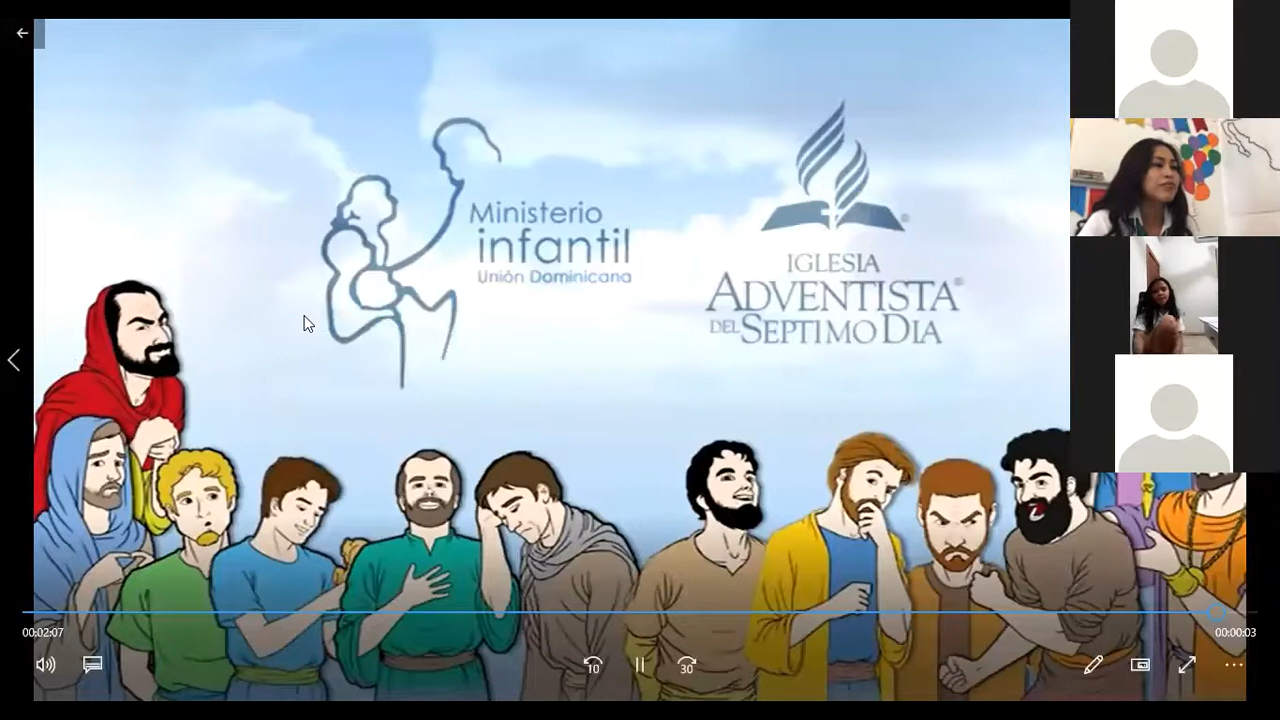 Ministerio
infantil
Unión Dominicana
IGLESIA
ADVENTISTA®
DEL SEPTIMO DIA
00:02:07
10
30
00:00:03